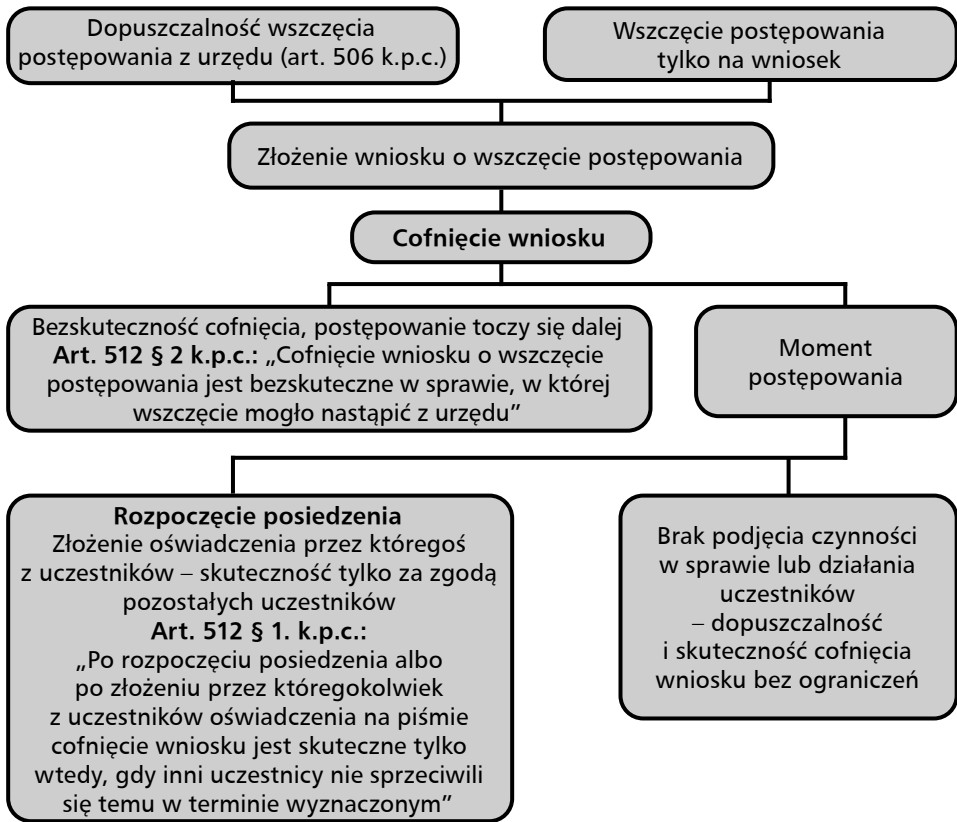 Dopuszczalność wszczęcia
postępowania z urzędu (art. 506 k.p.c.)
Wszczęcie postępowania
tylko na wniosek
Złożenie wniosku o wszczęcie postępowania
Cofnięcie wniosku
Bezskuteczność cofnięcia, postępowanie toczy się dalej
Art. 512 § 2 k.p.c.: „Cofnięcie wniosku o wszczęcie
postępowania jest bezskuteczne w sprawie, w której
wszczęcie mogło nastąpić z urzędu”
Moment
postępowania
Rozpoczęcie posiedzenia
Złożenie oświadczenia przez któregoś
z uczestników – skuteczność tylko za zgodą
pozostałych uczestników
Art. 512 § 1. k.p.c.:
„Po rozpoczęciu posiedzenia albo
po złożeniu przez któregokolwiek
z uczestników oświadczenia na piśmie
cofnięcie wniosku jest skuteczne tylko
wtedy, gdy inni uczestnicy nie sprzeciwili
się temu w terminie wyznaczonym”
Brak podjęcia czynności
w sprawie lub działania
uczestników
– dopuszczalność
i skuteczność cofnięcia
wniosku bez ograniczeń